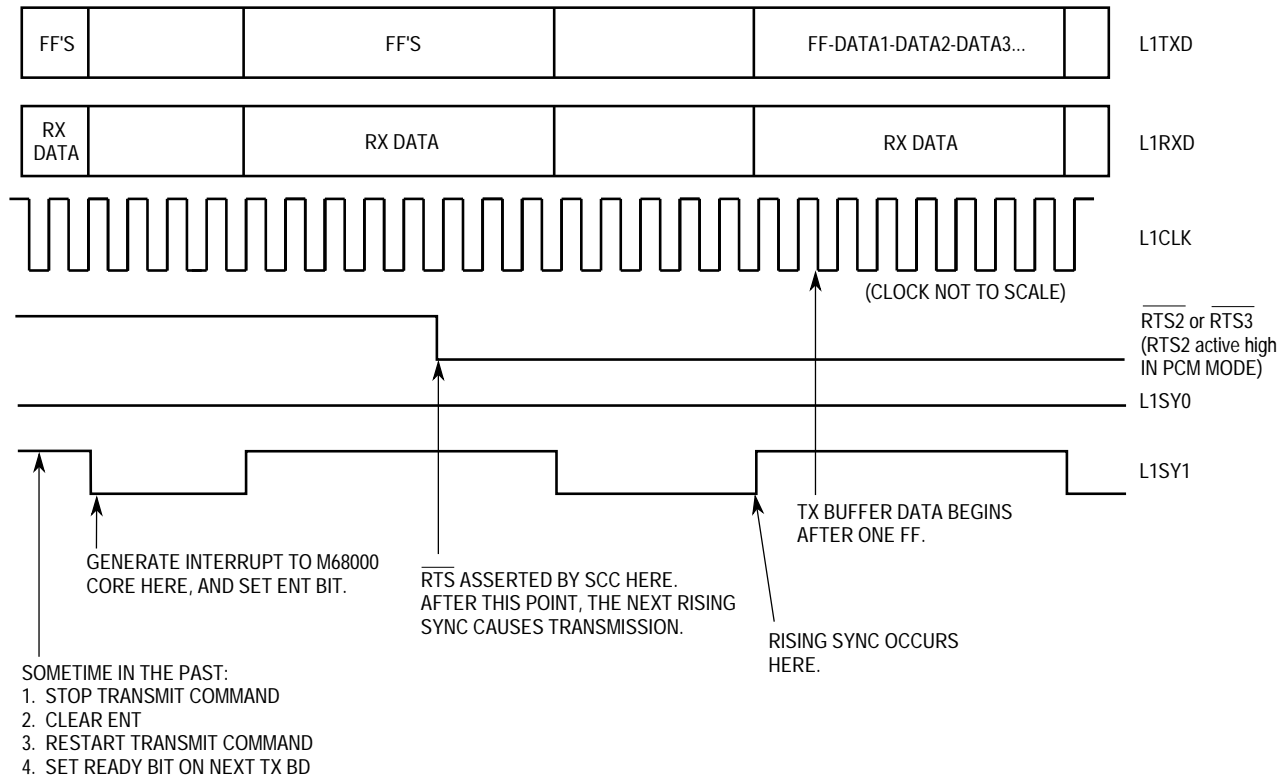 FF'S
FF'S
FF-DATA1-DATA2-DATA3...
L1TXD
RX
DATA
RX DATA
RX DATA
L1RXD
L1CLK
(CLOCK NOT TO SCALE)
RTS2 or RTS3
(RTS2 active high
IN PCM MODE)
L1SY0
L1SY1
TX BUFFER DATA BEGINS
AFTER ONE FF.
GENERATE INTERRUPT TO M68000
CORE HERE, AND SET ENT BIT.
RTS ASSERTED BY SCC HERE.
AFTER THIS POINT, THE NEXT RISING
SYNC CAUSES TRANSMISSION.
RISING SYNC OCCURS
HERE.
SOMETIME IN THE PAST:
1. STOP TRANSMIT COMMAND
2. CLEAR ENT
3. RESTART TRANSMIT COMMAND
4. SET READY BIT ON NEXT TX BD